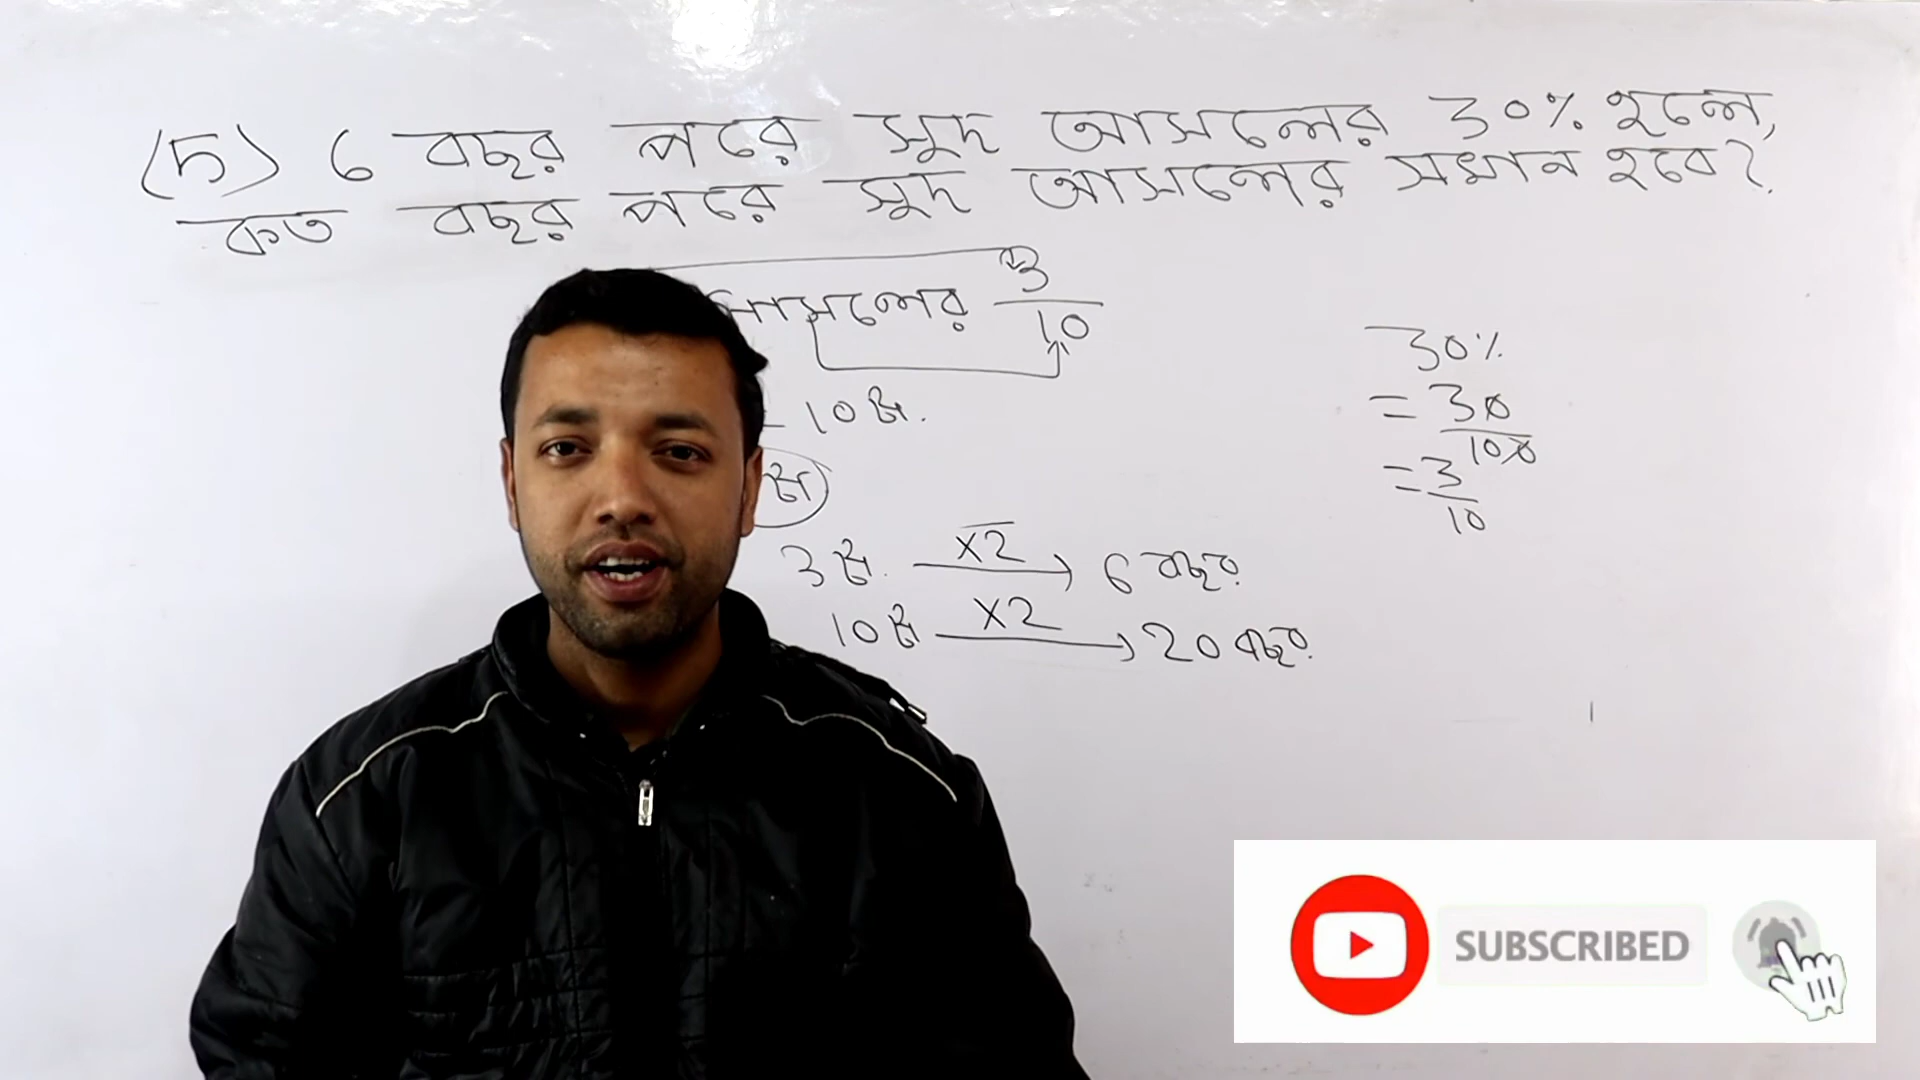 (চ) 6 বছর পরে সুদ আসলের 30% হলে,
কত বছর পরে সুদ আসলের সমান হবে?
আসলের 3/10
10 টা.
টা
3 টা. ×2 → 6 বছর.
10 টা ×2 → 20 বছর.
30%
= 30/100
= 3/10
SUBSCRIBED